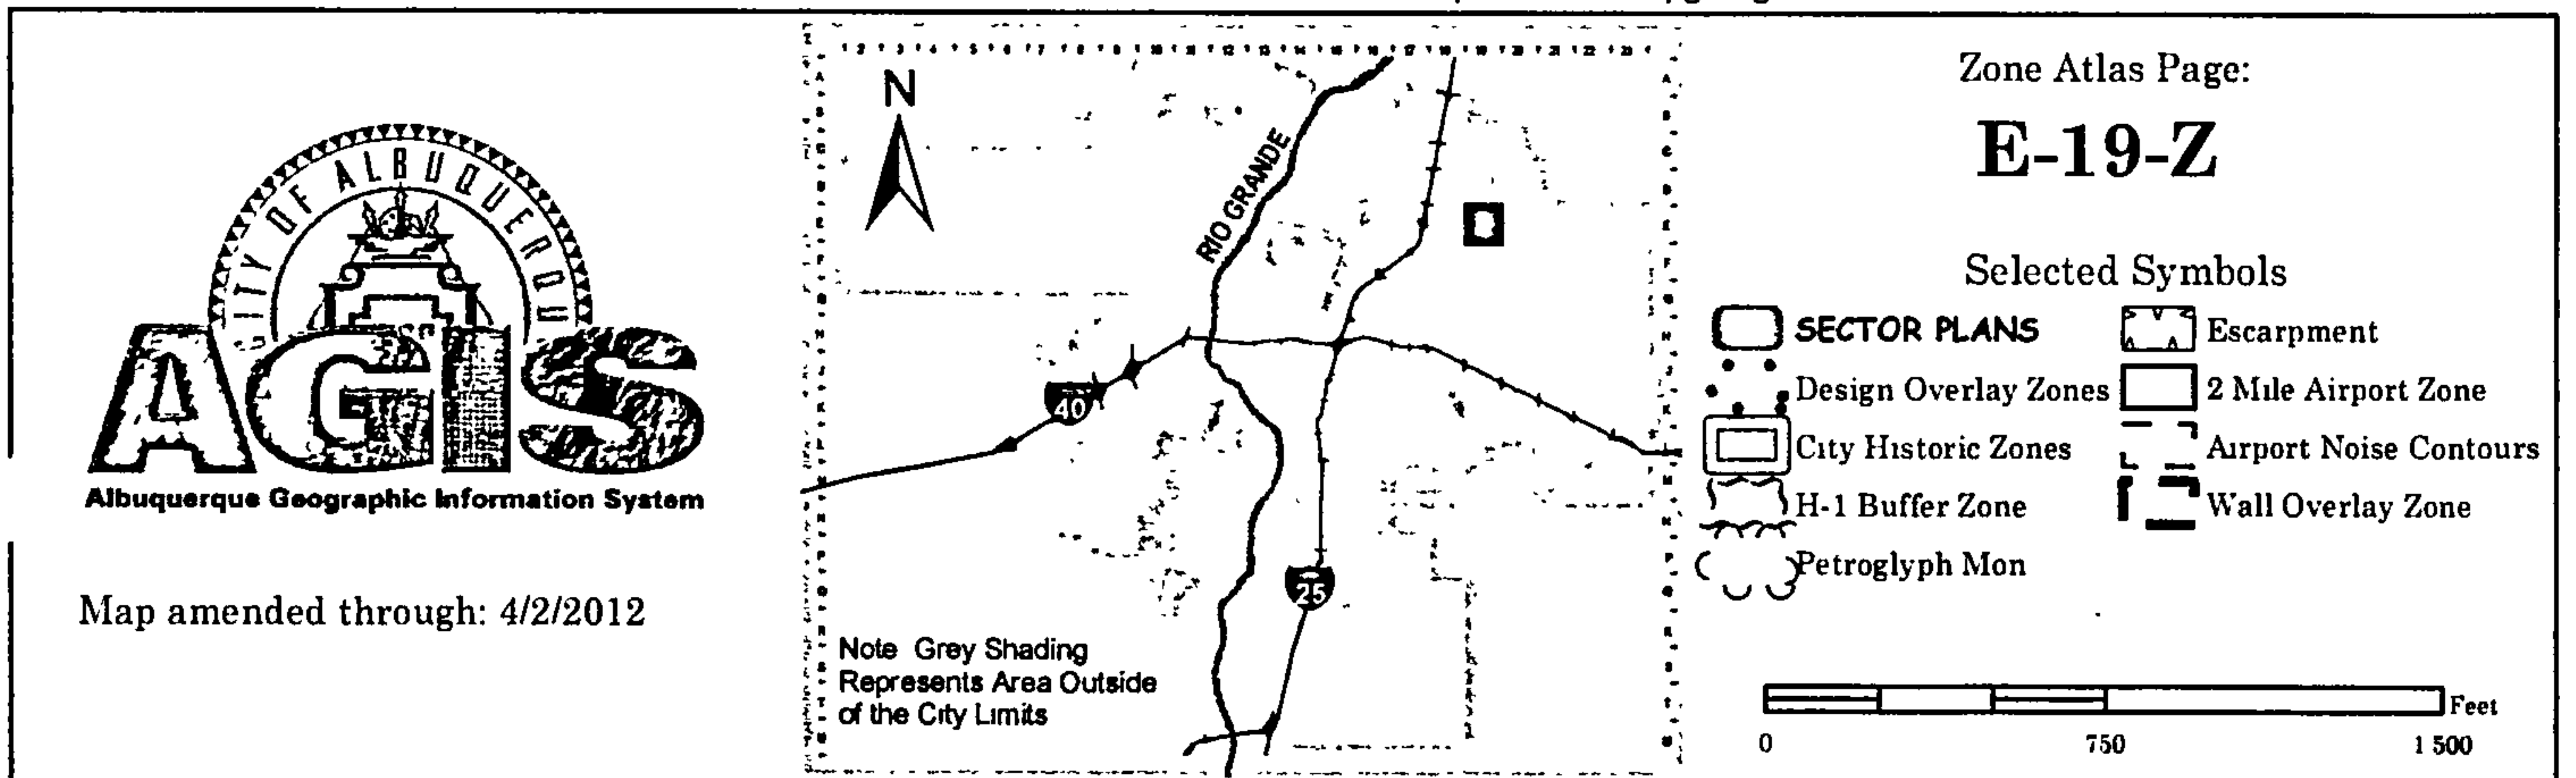 CITY OF ALBUQUERQUE
AGIS
Albuquerque Geographic Information System
Map amended through: 4/2/2012
N
RIO GRANDE
40
25
Note Grey Shading
Represents Area Outside
of the City Limits
Zone Atlas Page:
E-19-Z
Selected Symbols
SECTOR PLANS
Escarpment
Design Overlay Zones
2 Mile Airport Zone
City Historic Zones
Airport Noise Contours
H-1 Buffer Zone
Wall Overlay Zone
Petroglyph Mon
Feet
0 750 1 500